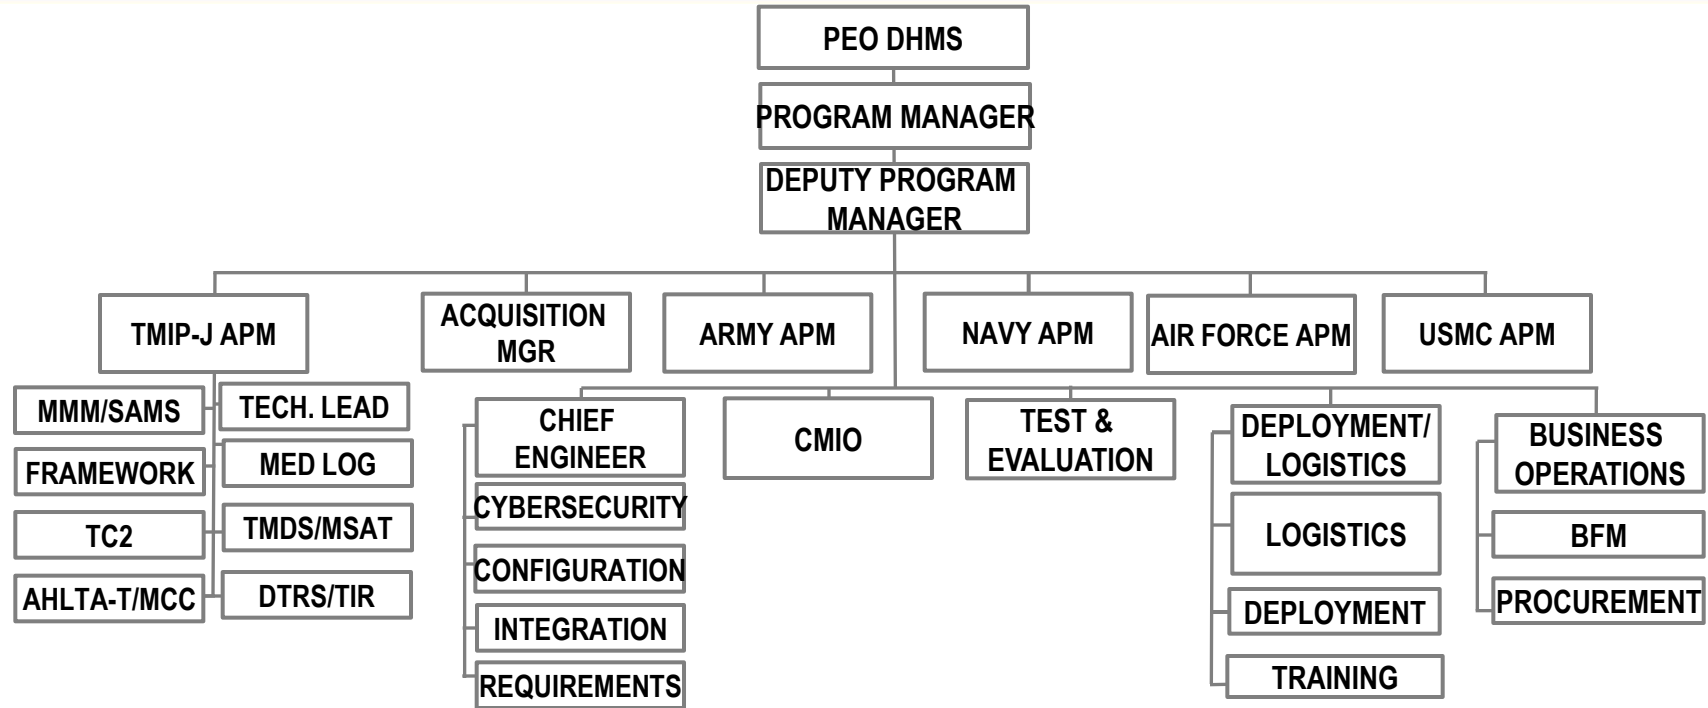 PEO DHMS
PROGRAM MANAGER
DEPUTY PROGRAM
MANAGER
TMIP-J APM
ACQUISITION
MGR
ARMY APM
NAVY APM
AIR FORCE APM
USMC APM
MMM/SAMS
TECH. LEAD
FRAMEWORK
MED LOG
TC2
TMDS/MSAT
AHLTA-T/MCC
DTRS/TIR
CHIEF
ENGINEER
CYBERSECURITY
CONFIGURATION
INTEGRATION
REQUIREMENTS
CMIO
TEST &
EVALUATION
DEPLOYMENT/
LOGISTICS
LOGISTICS
DEPLOYMENT
TRAINING
BUSINESS
OPERATIONS
BFM
PROCUREMENT